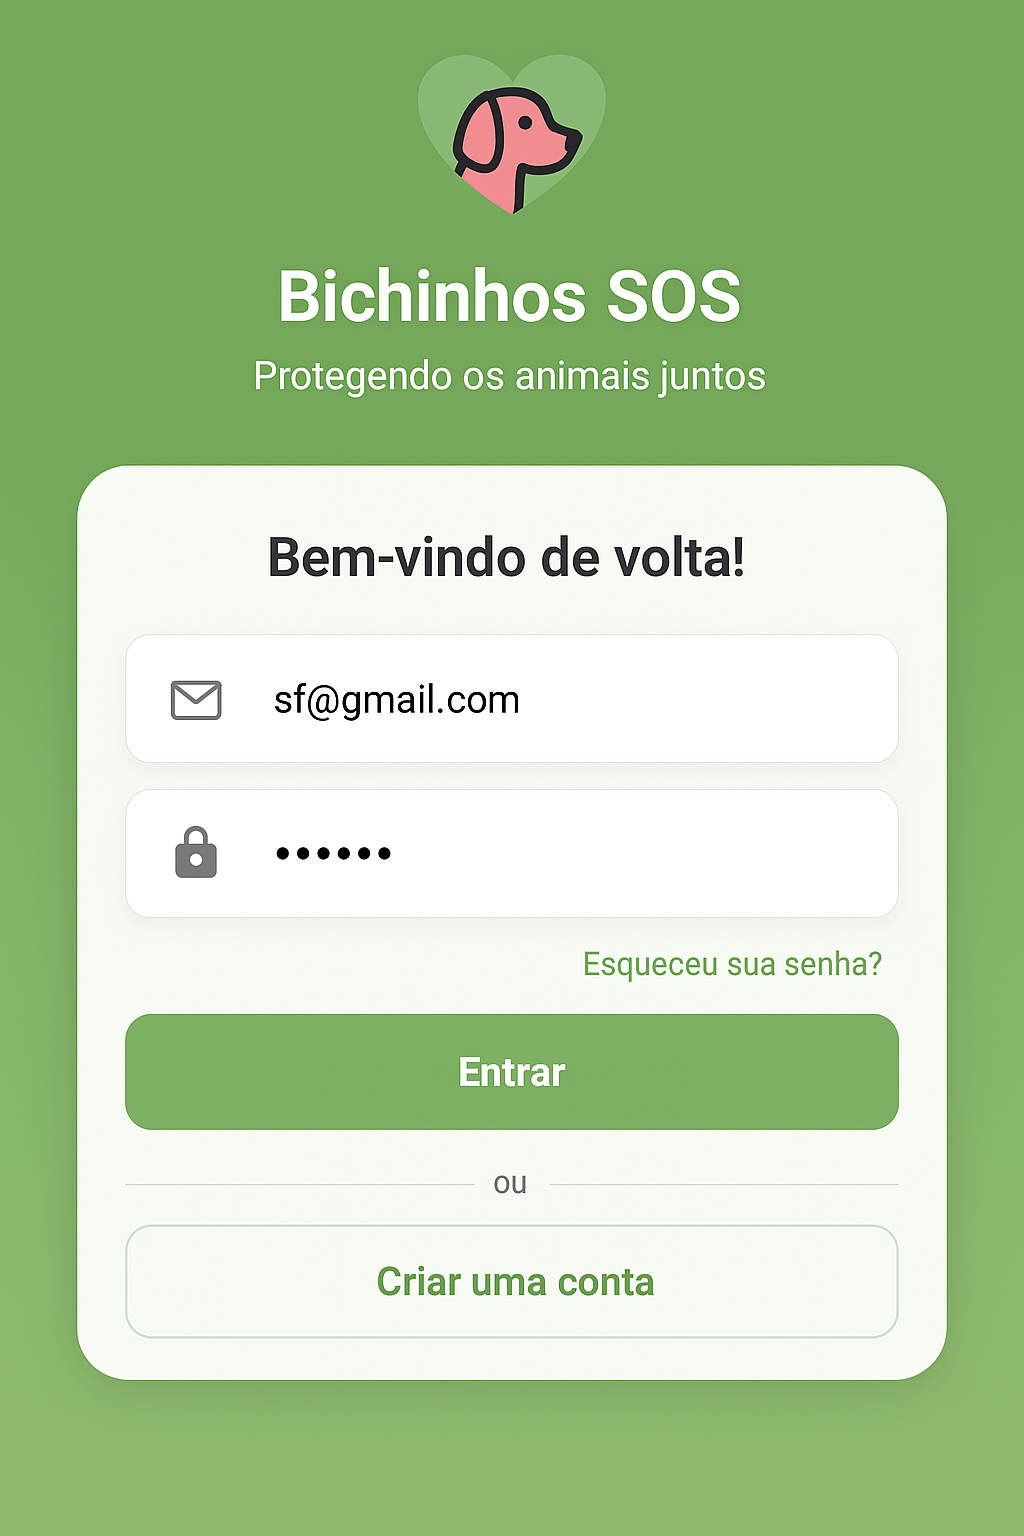 Bichinhos SOS
Protegendo os animais juntos
Bem-vindo de volta!
sf@gmail.com
••••••
Esqueceu sua senha?
Entrar
ou
Criar uma conta